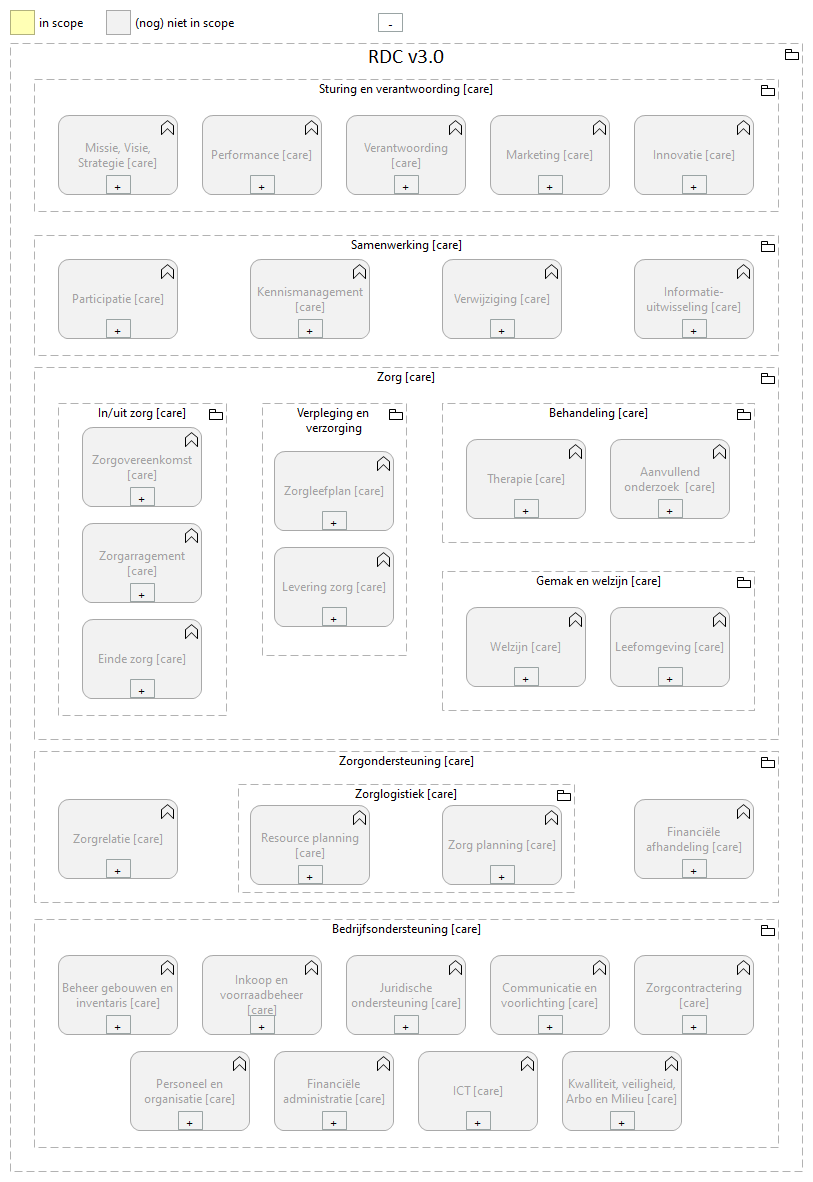 in scope
(nog) niet in scope
-
RDC v3.0
Sturing en verantwoording [care]
Missie, Visie,
Strategie [care]
+
Performance [care]
+
Verantwoording
[care]
+
Marketing [care]
+
Innovatie [care]
+
Samenwerking [care]
Participatie [care]
+
Kennismanagement
[care]
+
Verwijziging [care]
+
Informatie-
uitwisseling [care]
+
Zorg [care]
In/uit zorg [care]
Zorgovereenkomst
[care]
+
Zorgarragement
[care]
+
Einde zorg [care]
+
Verpleging en
verzorging
Zorgleefplan [care]
+
Levering zorg [care]
+
Behandeling [care]
Therapie [care]
+
Aanvullend
onderzoek [care]
+
Gemak en welzijn [care]
Welzijn [care]
+
Leefomgeving [care]
+
Zorgondersteuning [care]
Zorgrelatie [care]
+
Zorglogistiek [care]
Resource planning
[care]
+
Zorg planning [care]
+
Financiële
afhandeling [care]
+
Bedrijfsondersteuning [care]
Beheer gebouwen en
inventaris [care]
+
Inkoop en
voorraadbeheer
[care]
+
Juridische
ondersteuning [care]
+
Communicatie en
voorlichting [care]
+
Zorgcontractering
[care]
+
Personeel en
organisatie [care]
+
Financiële
administratie [care]
+
ICT [care]
+
Kwalliteit, veiligheid,
Arbo en Milieu [care]
+